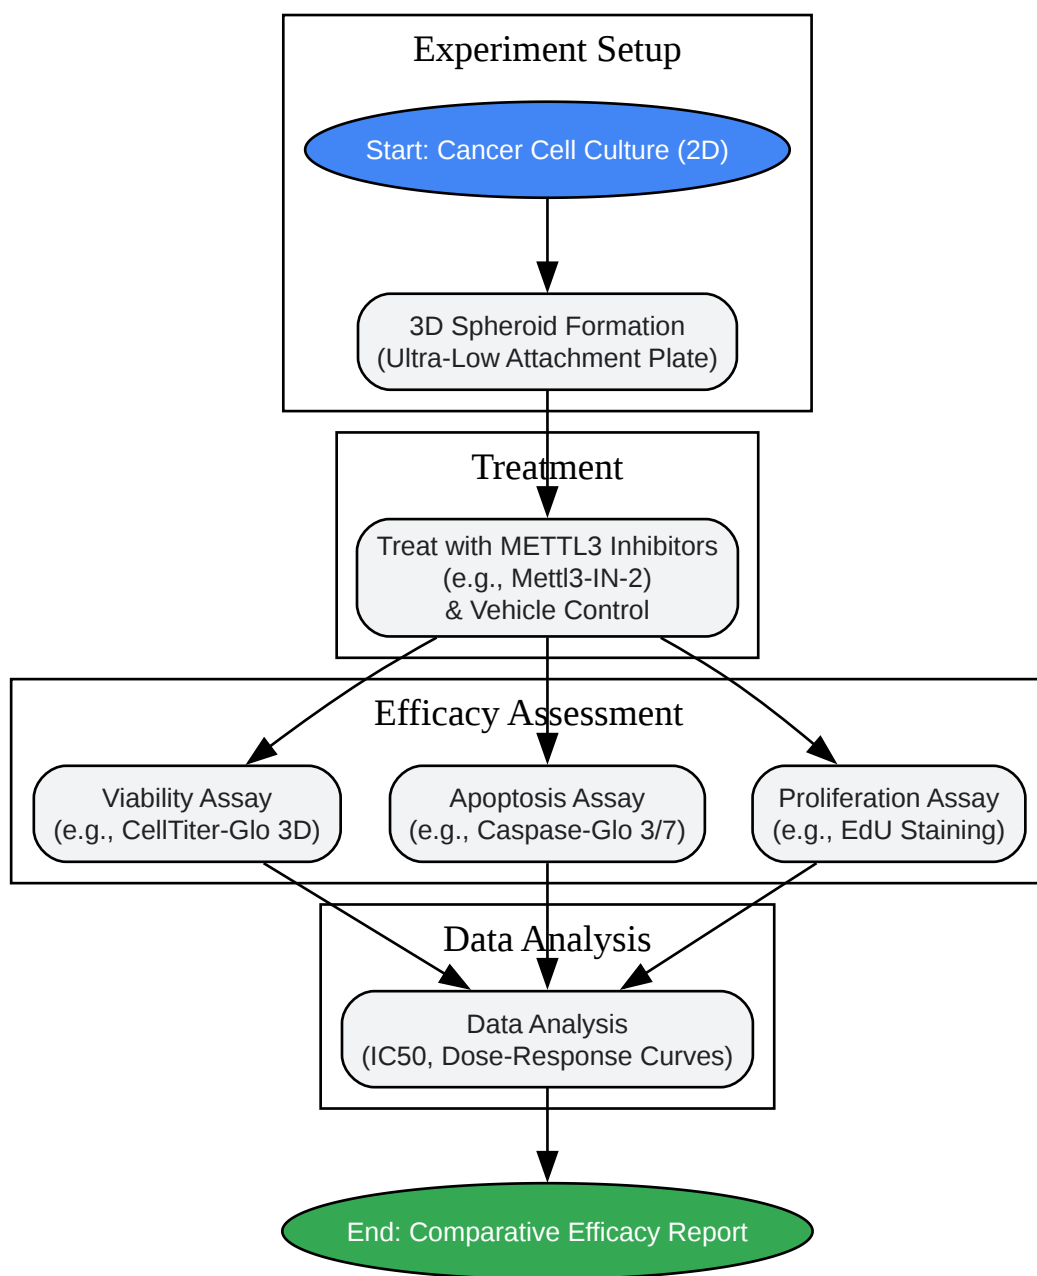 Experiment Setup
Start: Cancer Cell Culture (2D)
3D Spheroid Formation
(Ultra-Low Attachment Plate)
Treatment
Treat with METTL3 Inhibitors
(e.g., Mettl3-IN-2)
& Vehicle Control
Efficacy Assessment
Viability Assay
(e.g., CellTiter-Glo 3D)
Apoptosis Assay
(e.g., Caspase-Glo 3/7)
Proliferation Assay
(e.g., EdU Staining)
Data Analysis
Data Analysis
(IC50, Dose-Response Curves)
End: Comparative Efficacy Report